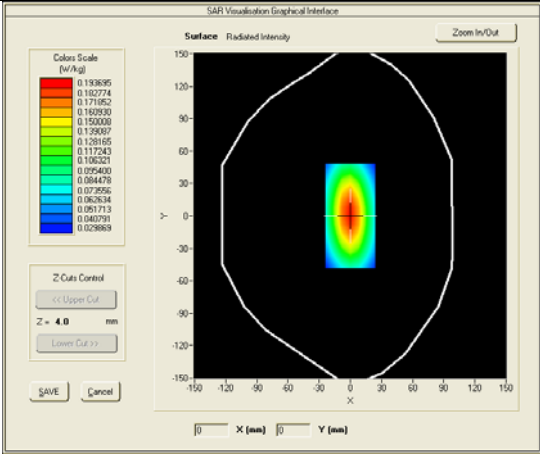 SAR Visualisation Graphical Interface
Surface Radiated Intensity
Zoom In/Out
Colors Scale
(W/kg)
0.193695
0.182774
0.171852
0.160930
0.150008
0.139087
0.128165
0.117243
0.106321
0.095400
0.084478
0.073556
0.062634
0.051713
0.040791
0.029869
150-
120-
90-
60-
30-
0-
-30-
-60-
-90-
-120-
-150-
Y
-150 -120 -90 -60 -30 0 30 60 90 120 150
X
Z-Cuts Control
<< Upper Cut
Z = 4.0 mm
Lower Cut >>
SAVE Cancel
0 X (mm) 0 Y (mm)